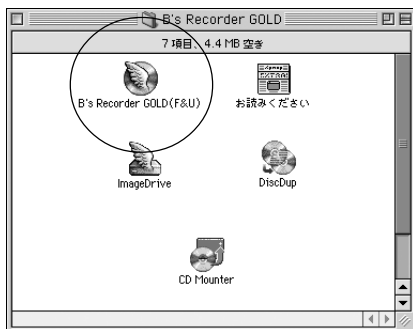 B's Recorder GOLD
7 項目、4.4 MB 空き
B's Recorder GOLD(F&U)
お読みください
ImageDrive
DiscDup
CD Mounter